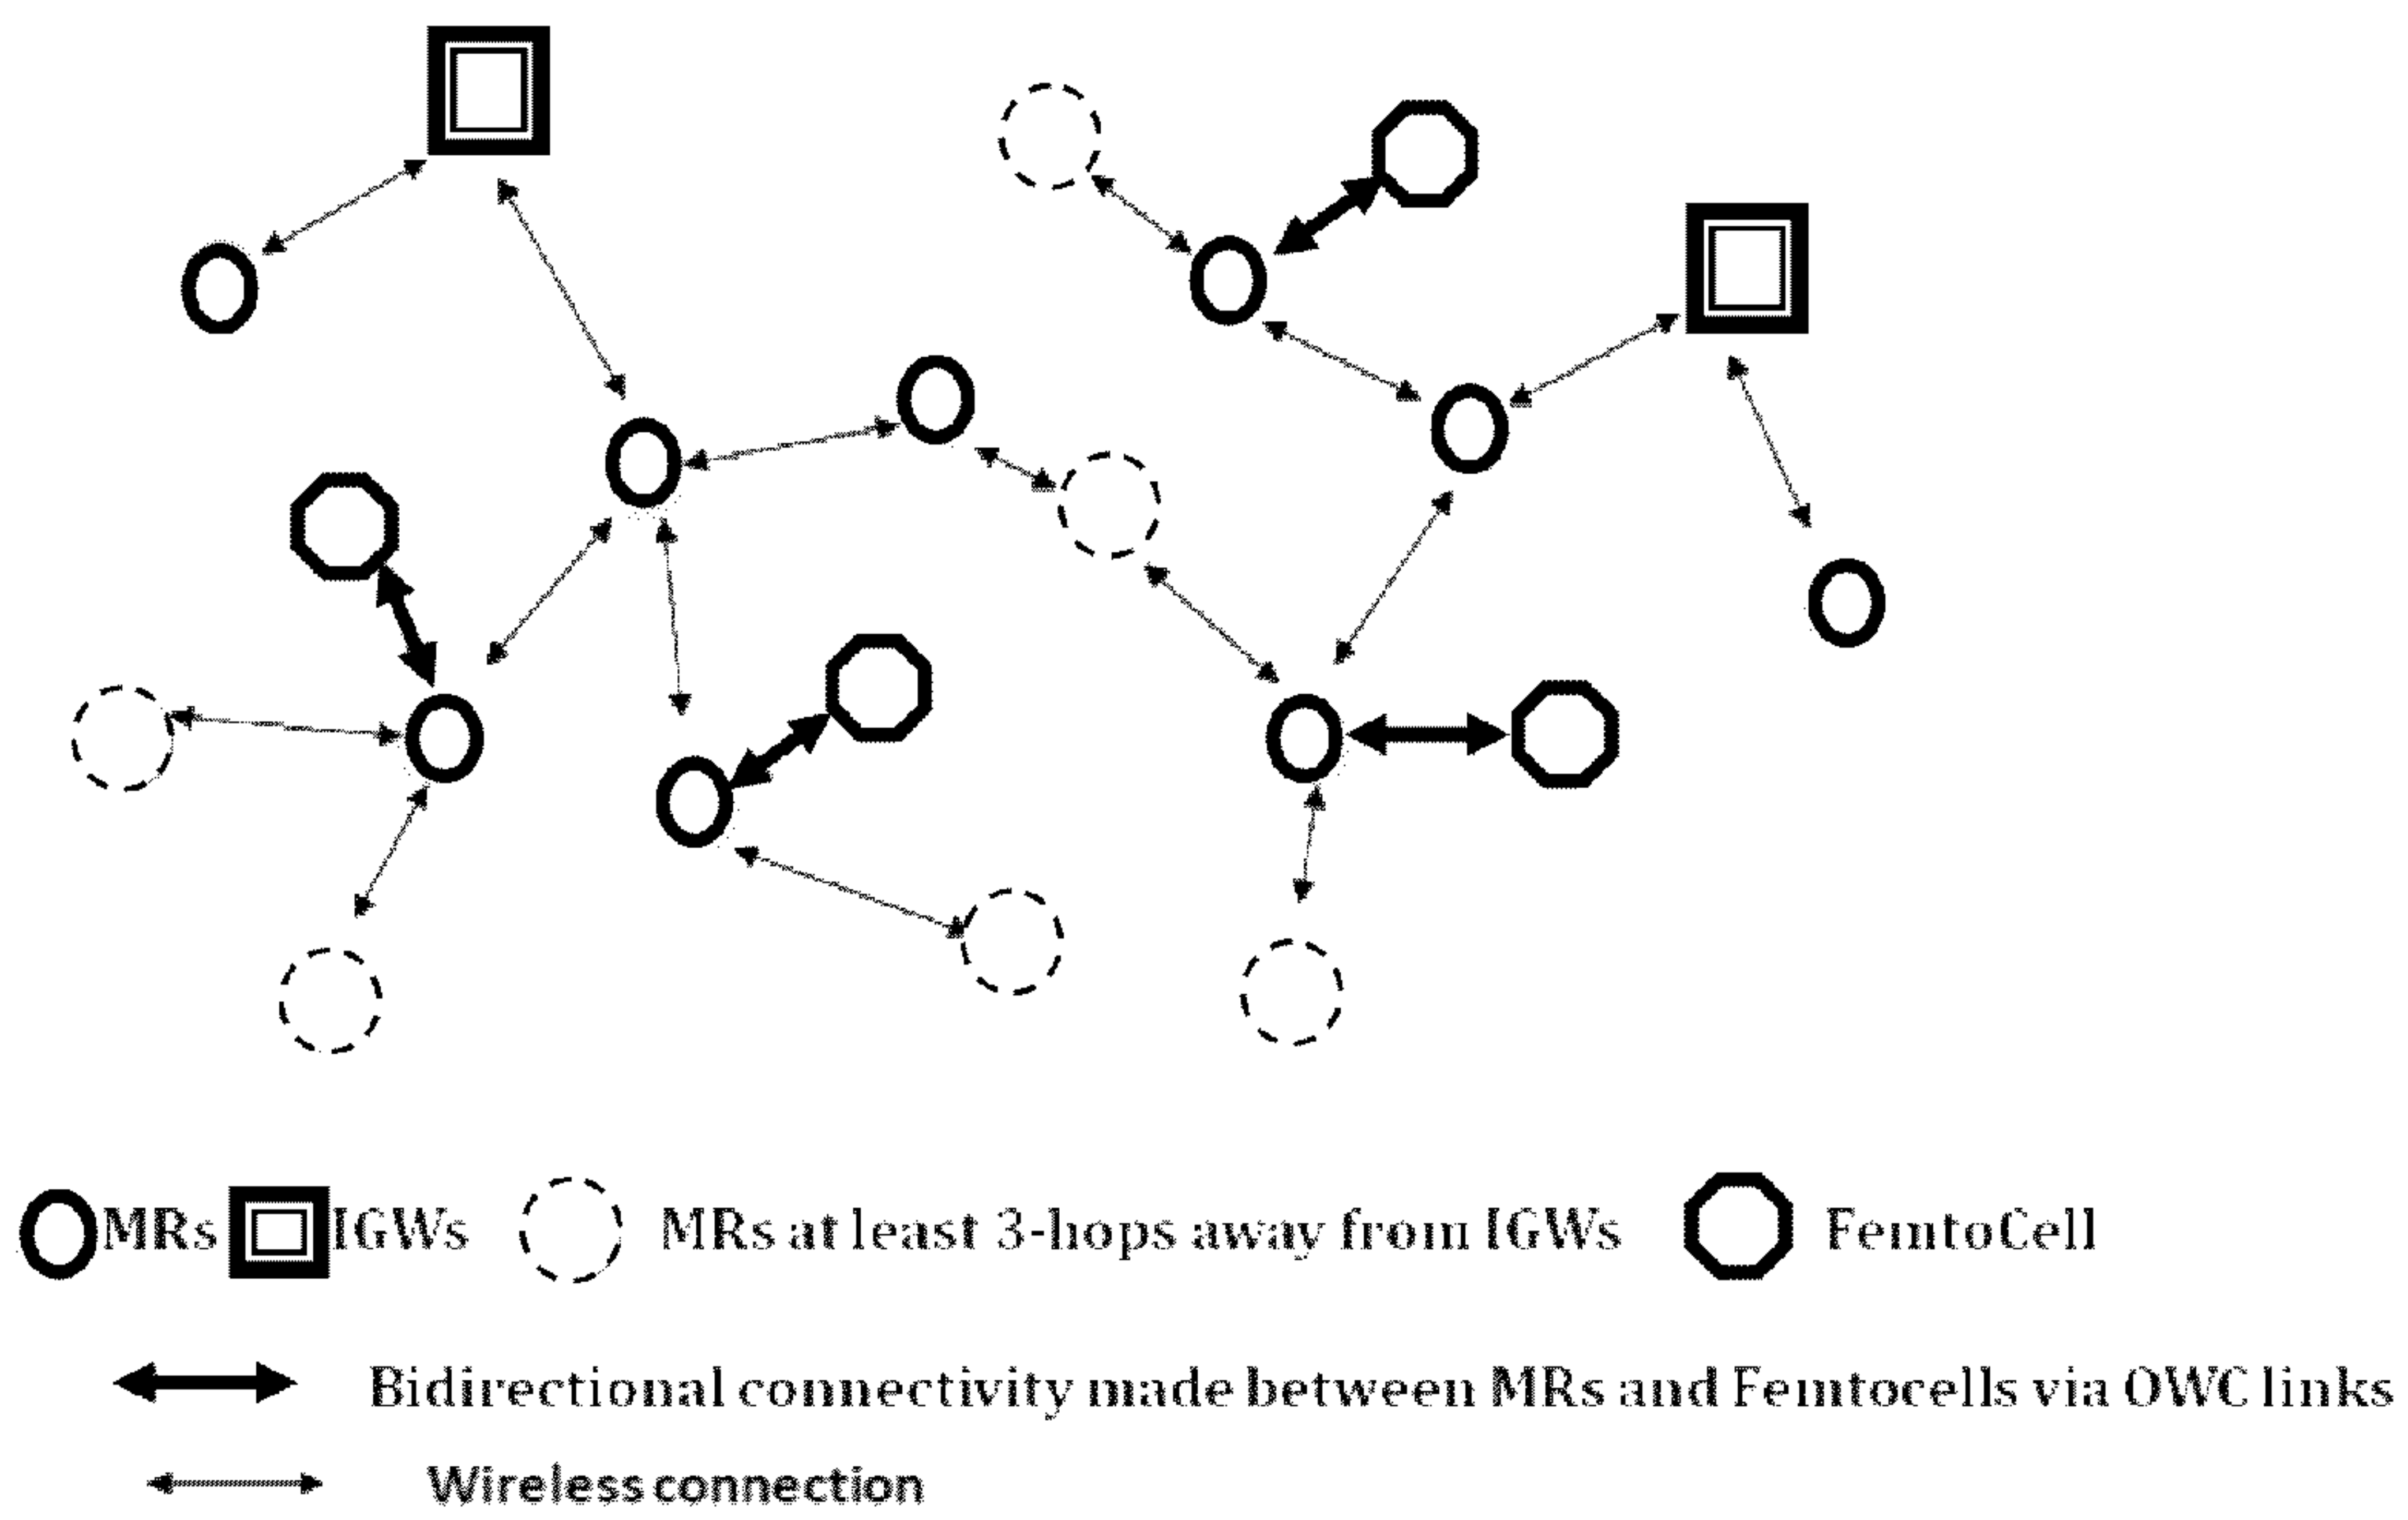 MRs IGWs MRs at least 3-hops away from IGWs FemtoCell
Bidirectional connectivity made between MRs and Femtocells via OWC links
Wireless connection